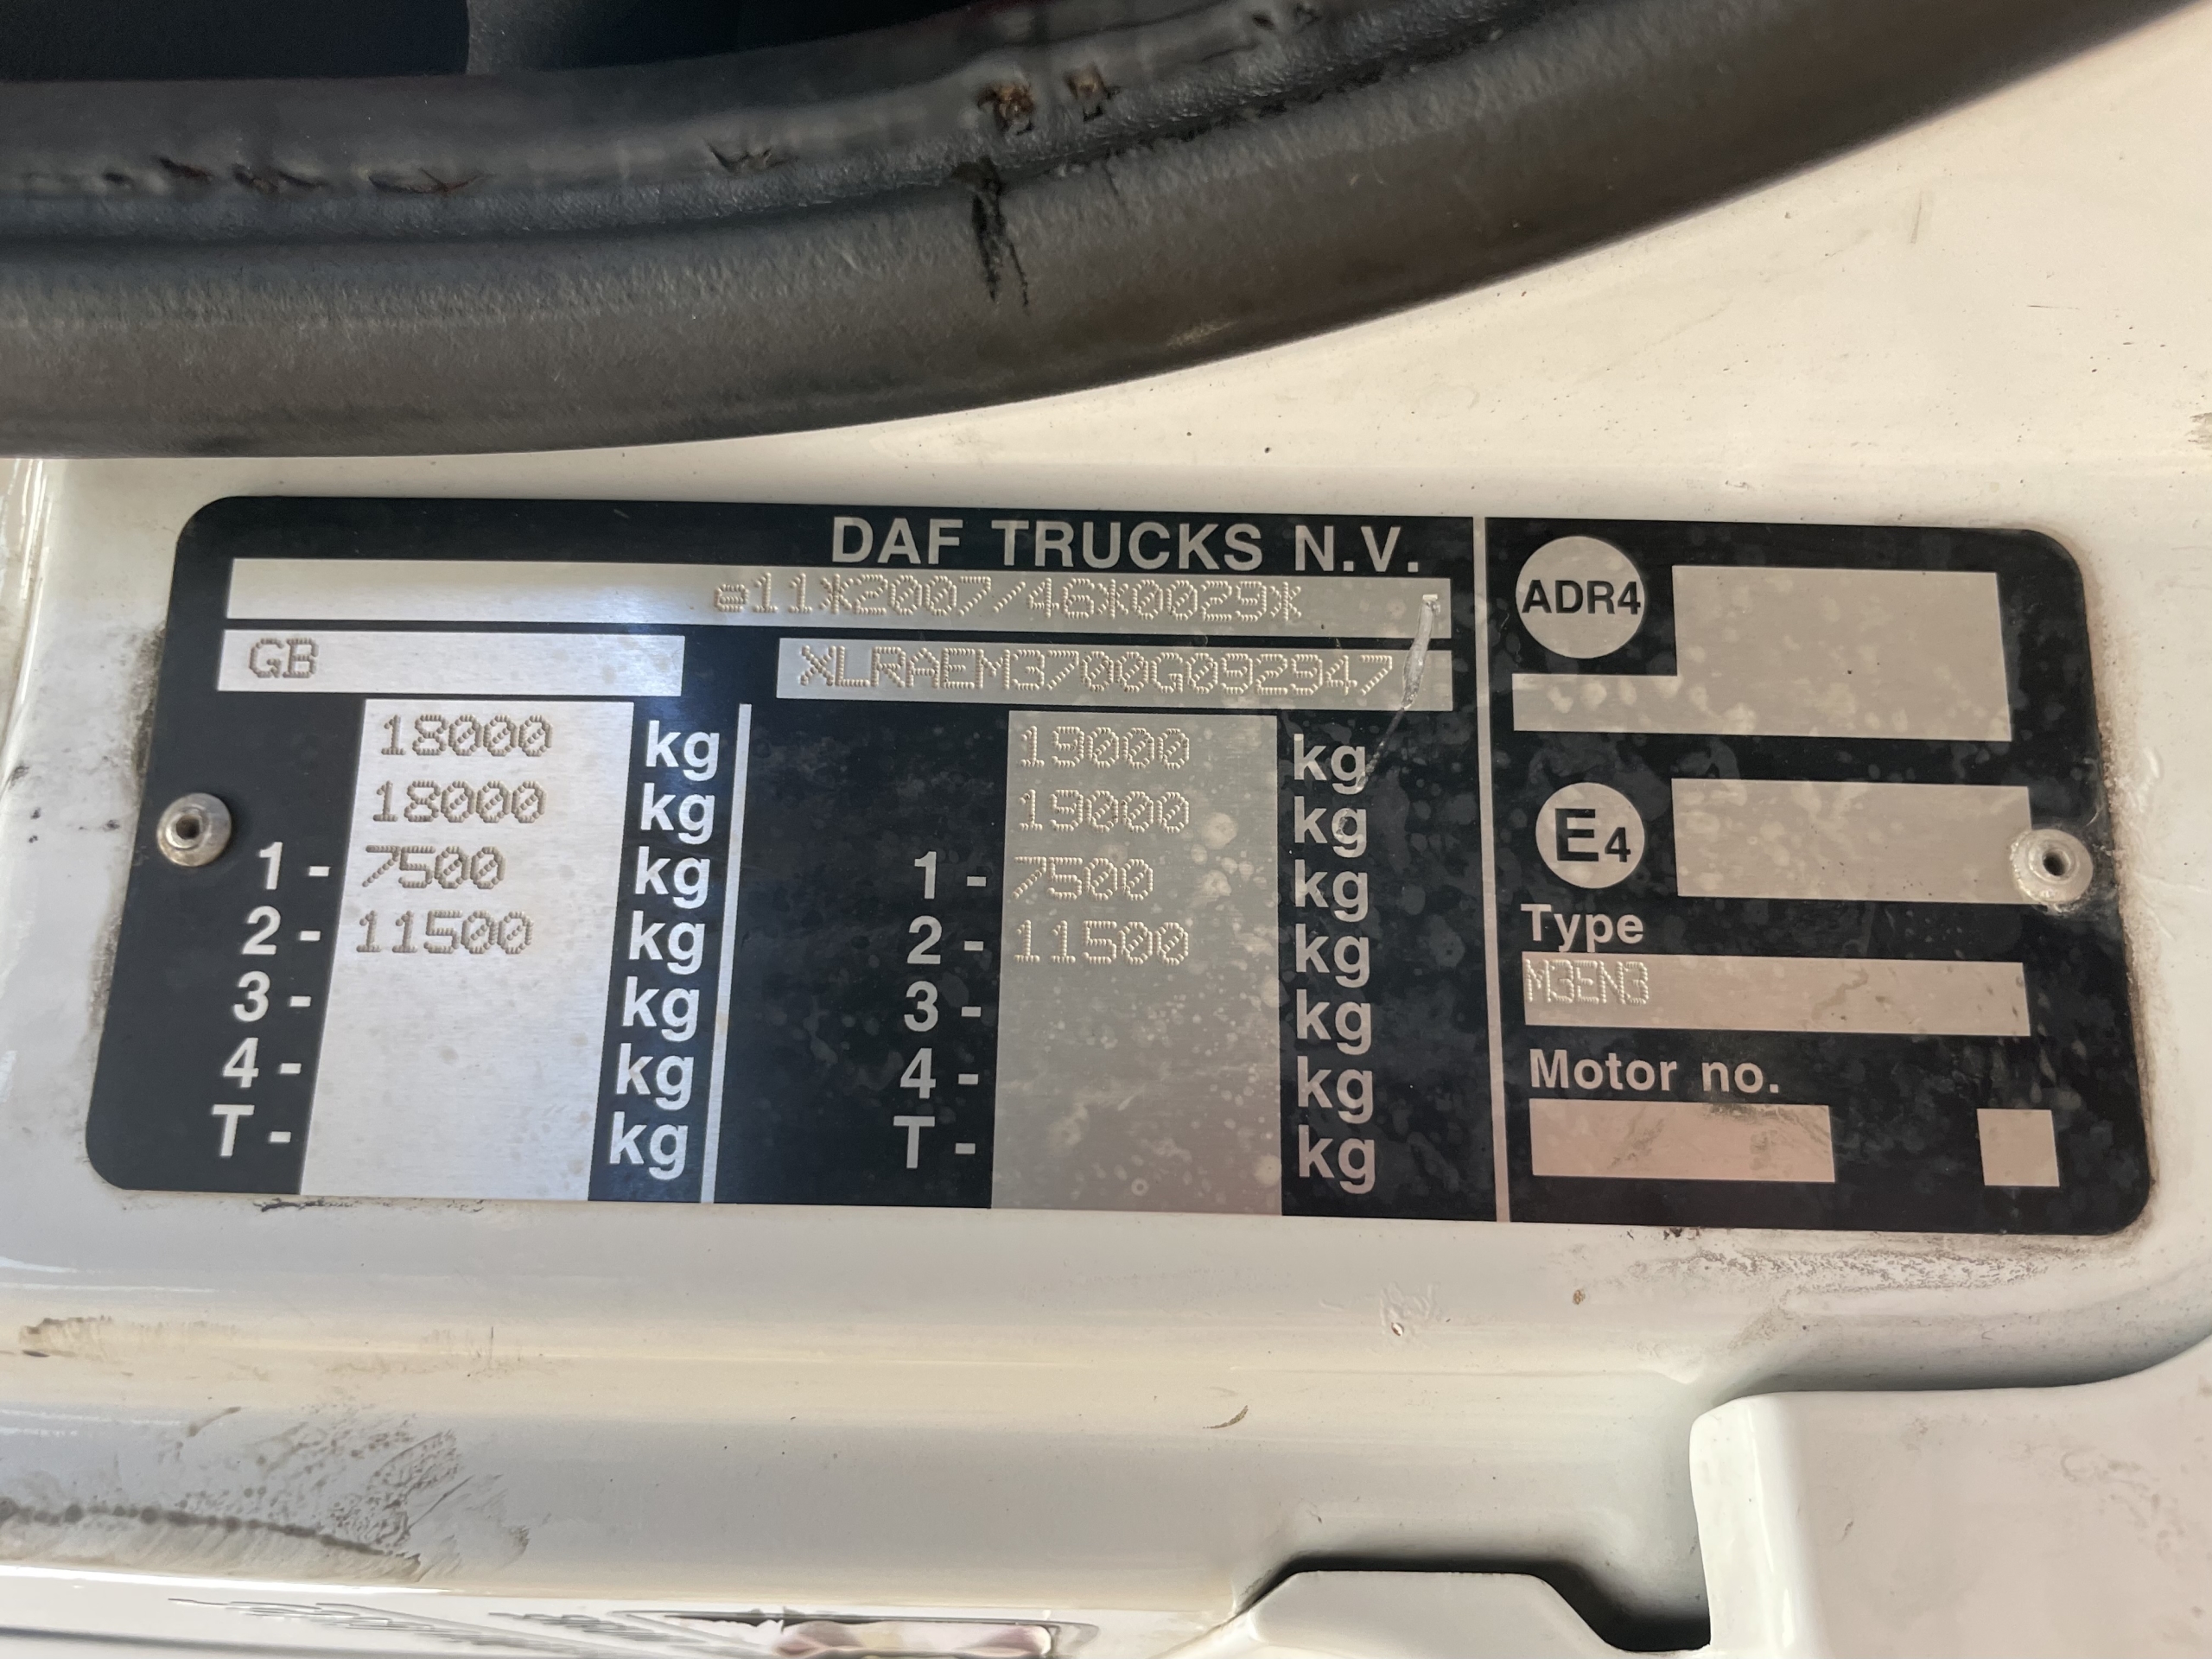 DAF TRUCKS N.V.
e11*2007/46*0029*
GB XLRAEM3700G092947
18000 kg 19000 kg
18000 kg 19000 kg
1 - 7500 kg 1 - 7500 kg
2 - 11500 kg 2 - 11500 kg
3 - kg 3 - kg
4 - kg 4 - kg
T - kg T - kg
ADR4
E4
Type
M3EN3
Motor no.